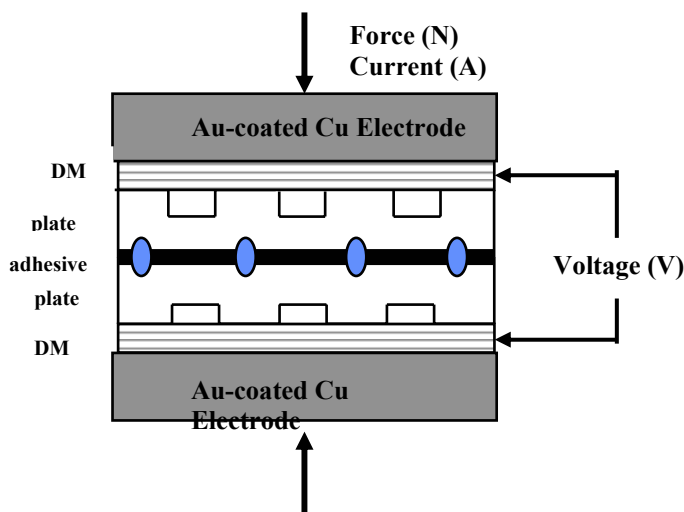 Force (N)
Current (A)
Au-coated Cu Electrode
DM
plate
adhesive
Voltage (V)
plate
DM
Au-coated Cu
Electrode